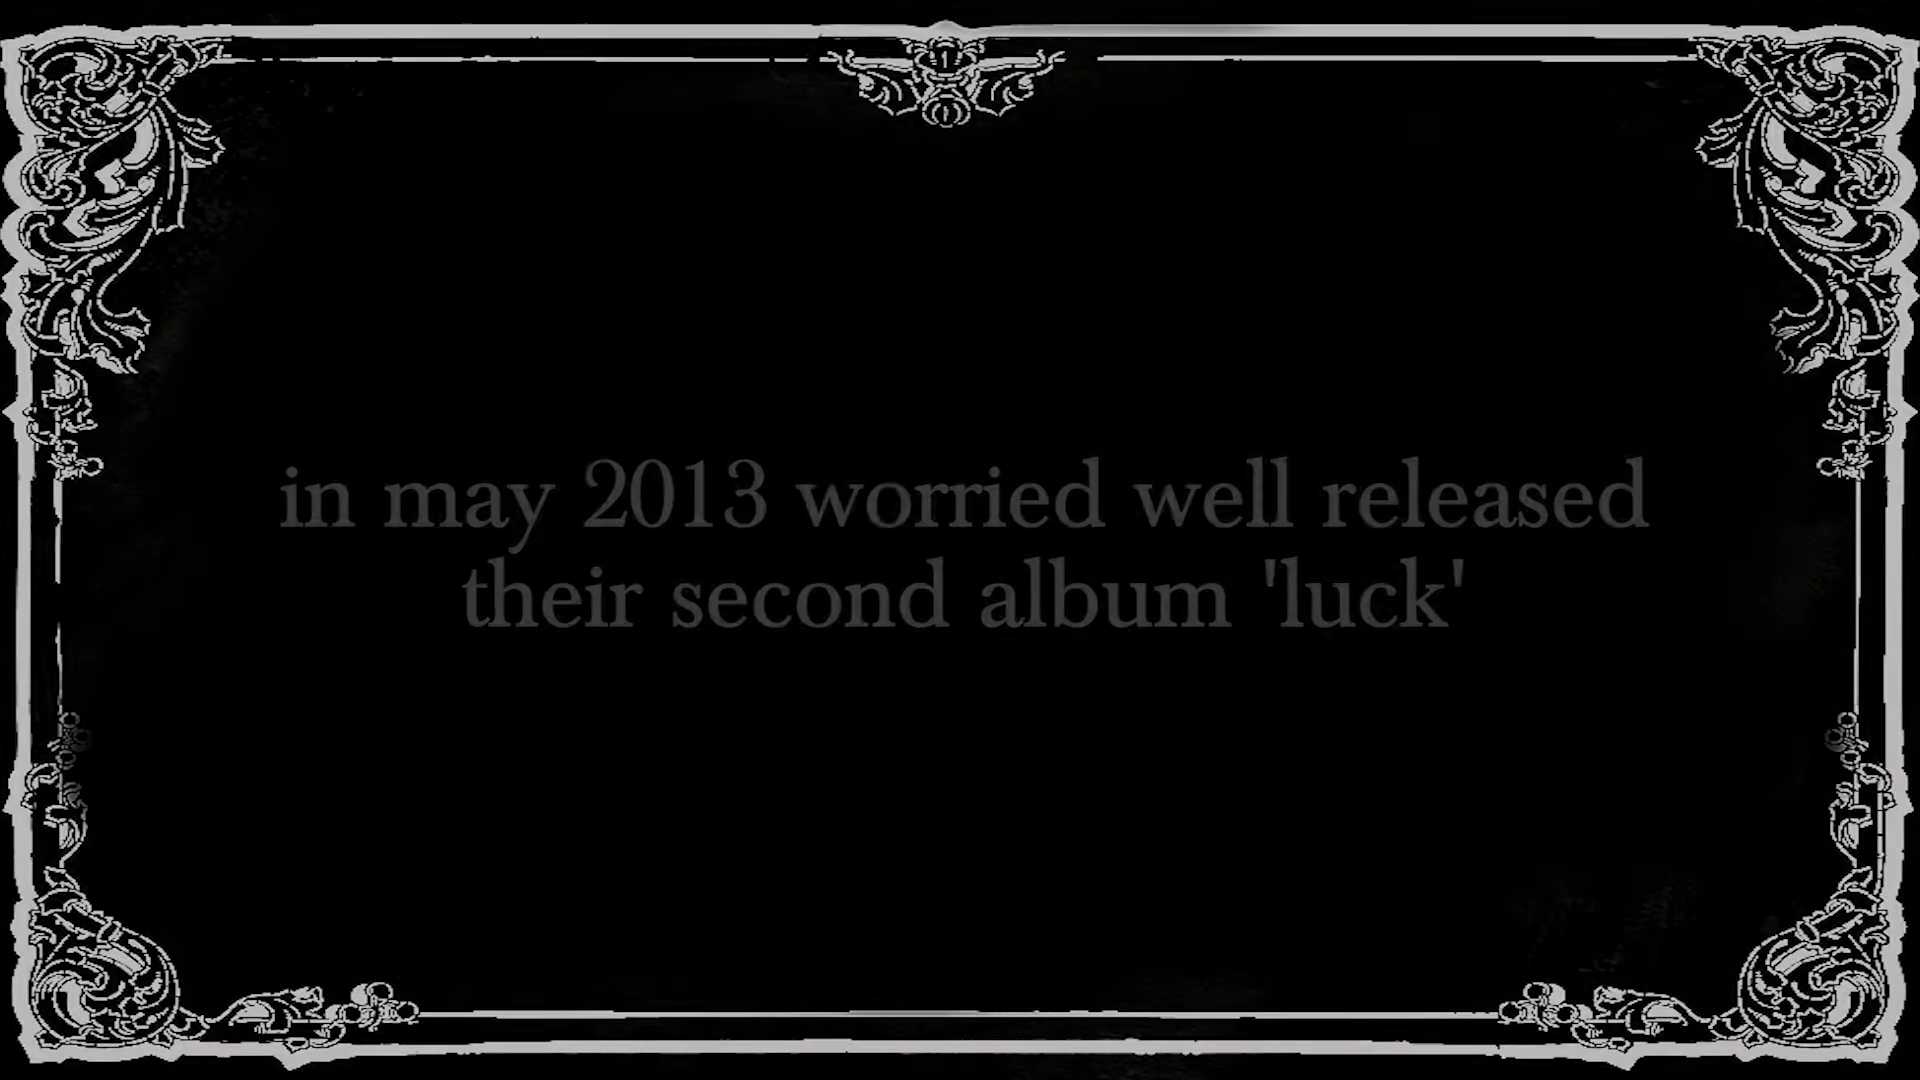 in may 2013 worried well released
their second album 'luck'